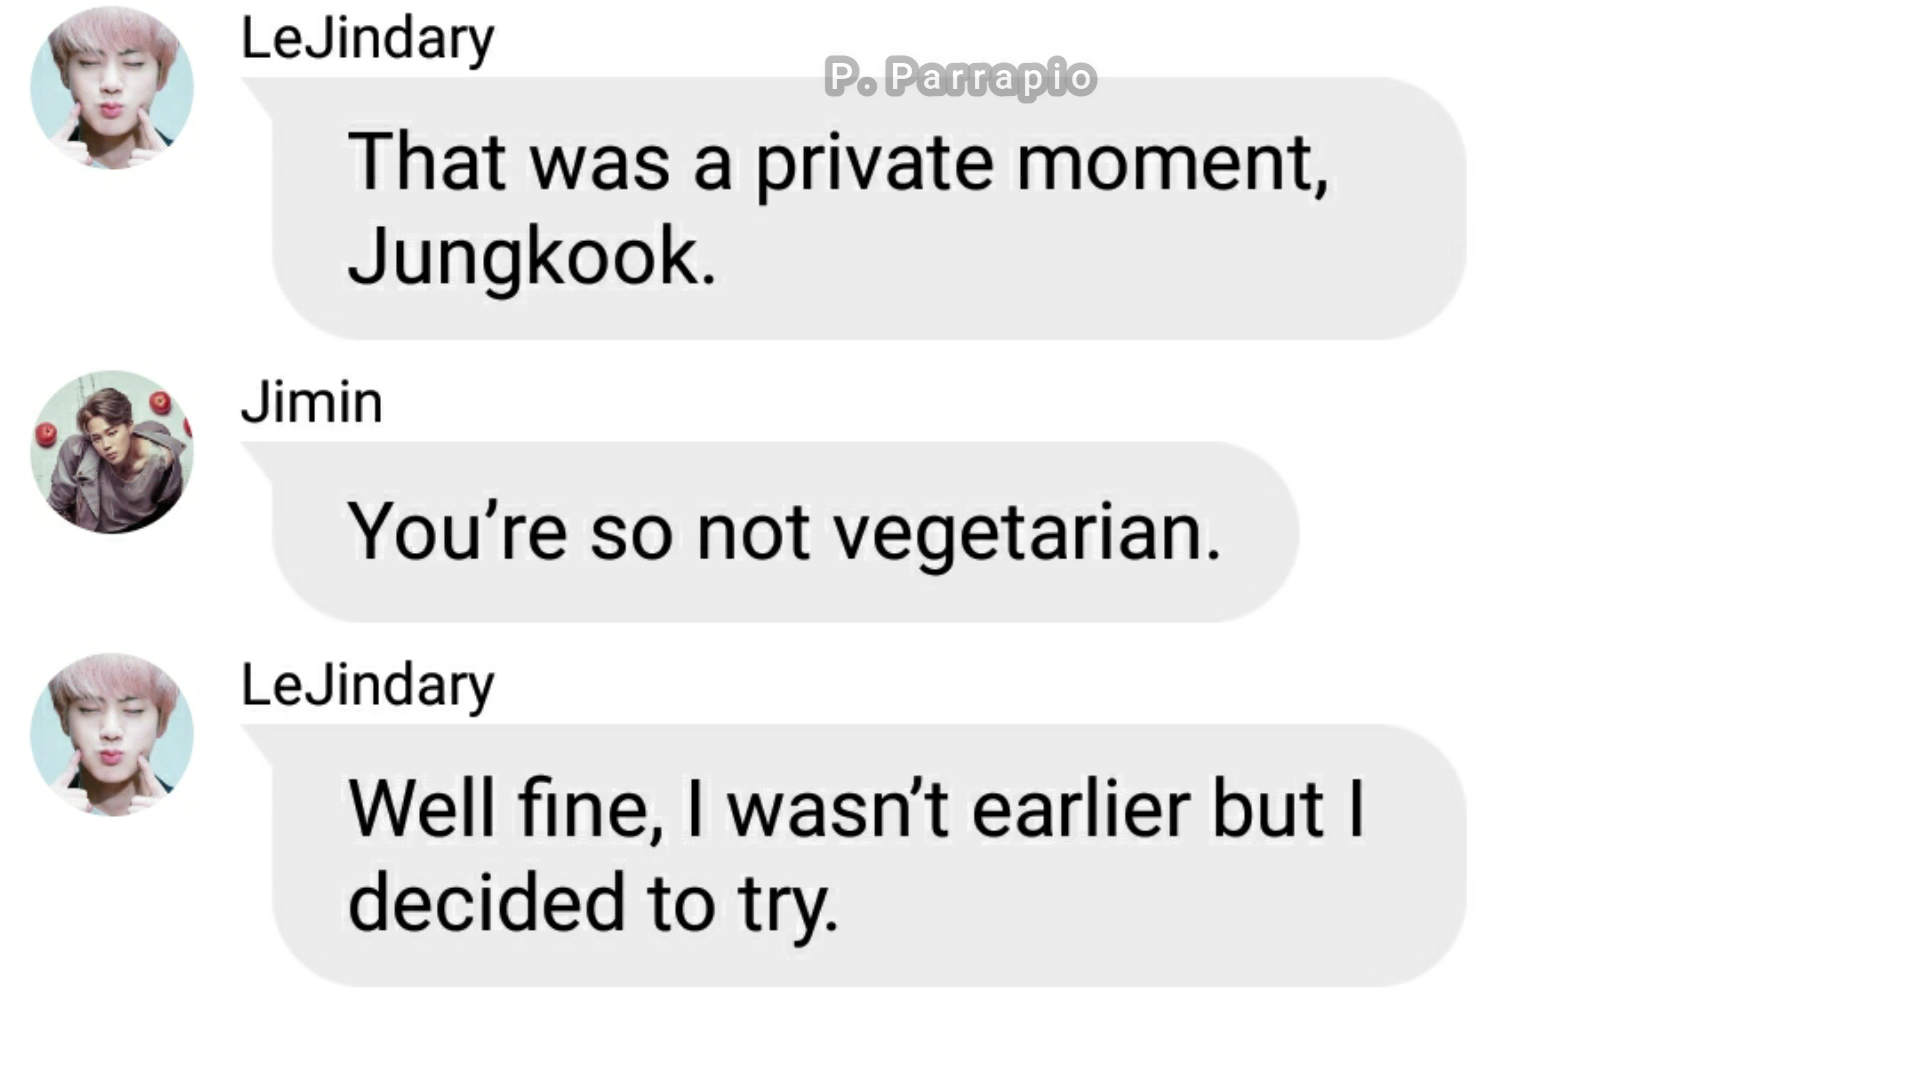 LeJindary
P. Parrapio
That was a private moment,
Jungkook.
Jimin
You’re so not vegetarian.
LeJindary
Well fine, I wasn’t earlier but I
decided to try.